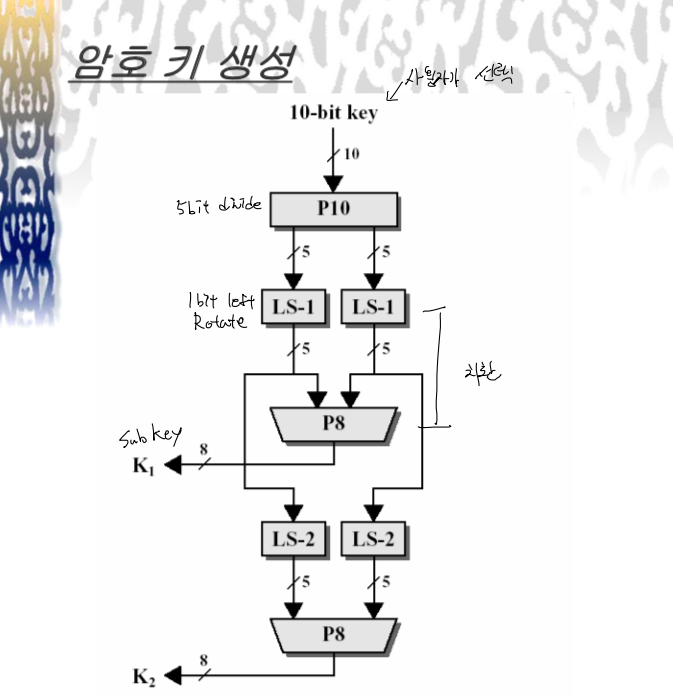 암호 키 생성
사용자가 선택
10-bit key
10
5bit divide
P10
5 5
1bit left
Rotate
LS-1 LS-1
5 5
치환
P8
Sub key
8
K₁
LS-2 LS-2
5 5
P8
8
K₂